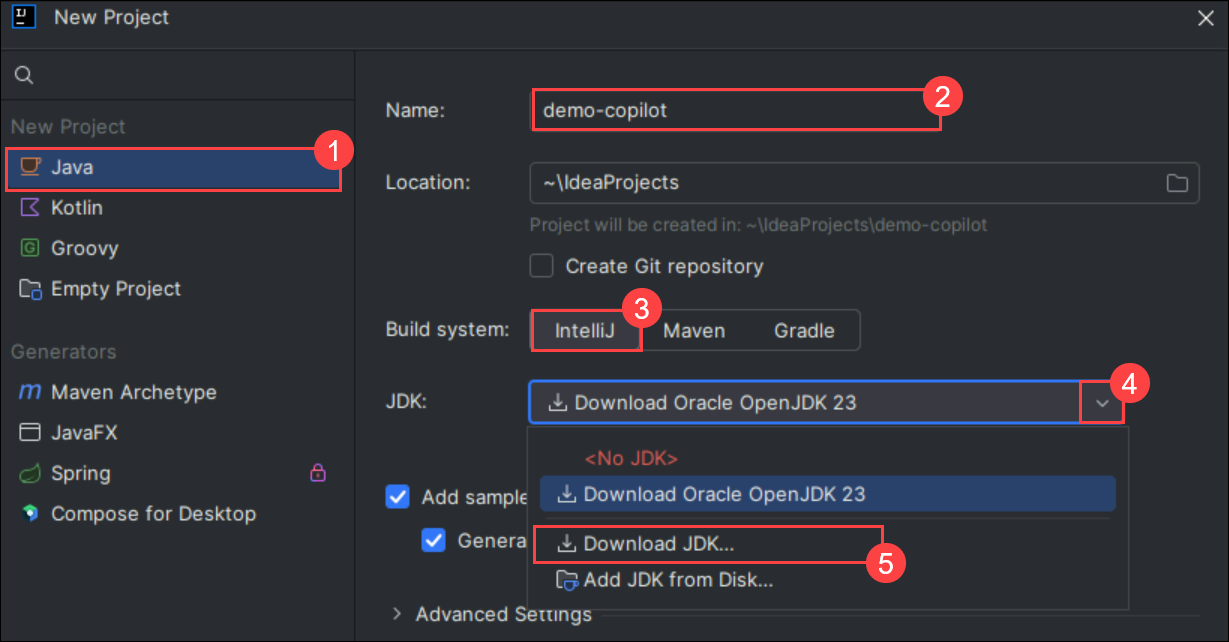 IJ
New Project
New Project
1
Java
Kotlin
G Groovy
Empty Project
Generators
m Maven Archetype
JavaFX
Spring
Compose for Desktop
Name: demo-copilot 2
Location: ~\IdeaProjects
Project will be created in: ~\IdeaProjects\demo-copilot
Create Git repository
3
Build system: IntelliJ Maven Gradle
4
JDK: Download Oracle OpenJDK 23
<No JDK>
Download Oracle OpenJDK 23
Add sample
Download JDK...
Genera
5
Add JDK from Disk...
Advanced Settings